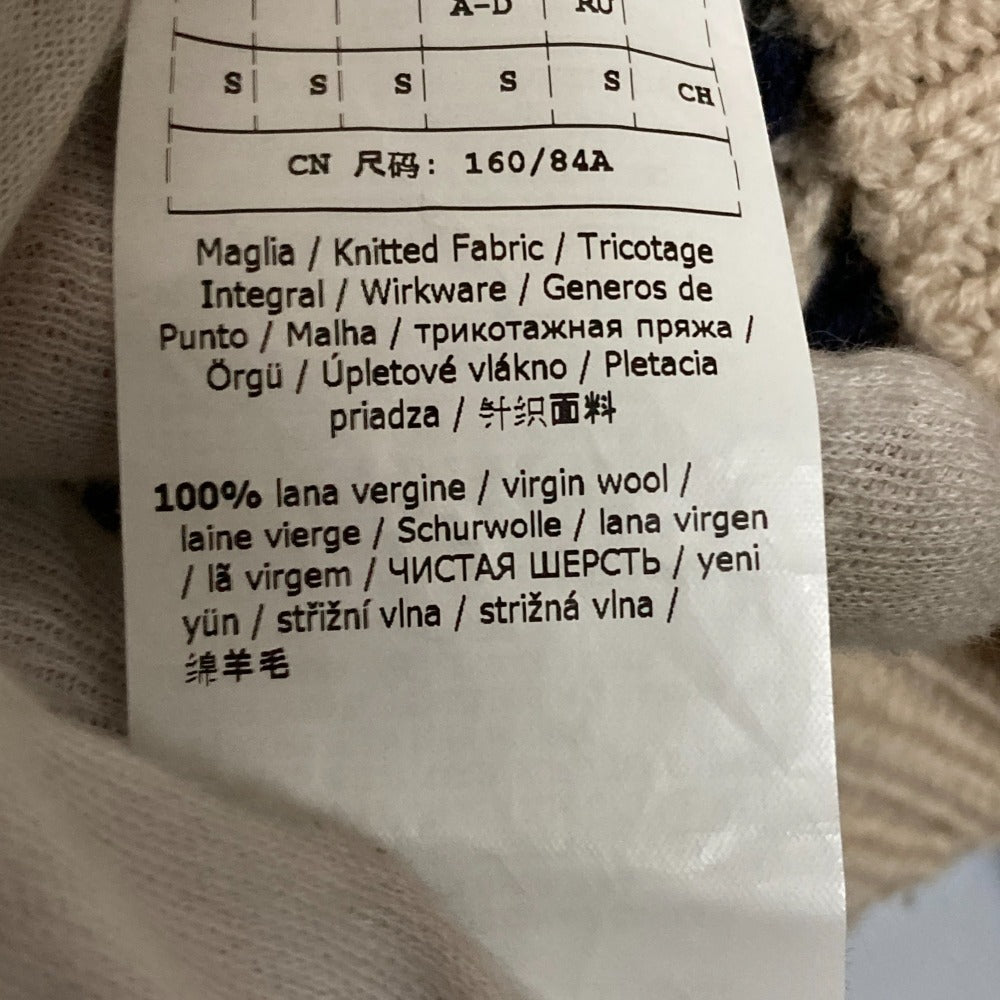 A-D RU
S S S S S CH
CN 尺码: 160/84A
Maglia / Knitted Fabric / Tricotage
Integral / Wirkware / Generos de
Punto / Malha / трикотажная пряжа /
Örgü / Úpletové vlákno / Pletacia
priadza / 针织面料
100% lana vergine / virgin wool /
laine vierge / Schurwolle / lana virgen
/ lã virgem / ЧИСТАЯ ШЕРСТЬ / yeni
yün / střižní vlna / strižná vlna /
绵羊毛